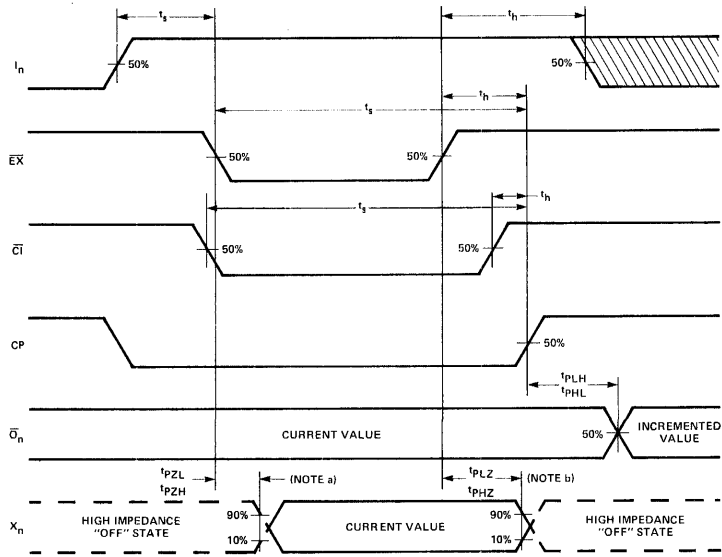 ts
th
In
50%
50%
th
ts
EX
50%
50%
th
ts
CI
50%
50%
CP
50%
tPLH
tPHL
On
CURRENT VALUE
50%
INCREMENTED
VALUE
tPZL
tPZH
(NOTE a)
tPLZ
tPHZ
(NOTE b)
Xn
HIGH IMPEDANCE
"OFF" STATE
90%
10%
CURRENT VALUE
90%
10%
HIGH IMPEDANCE
"OFF" STATE